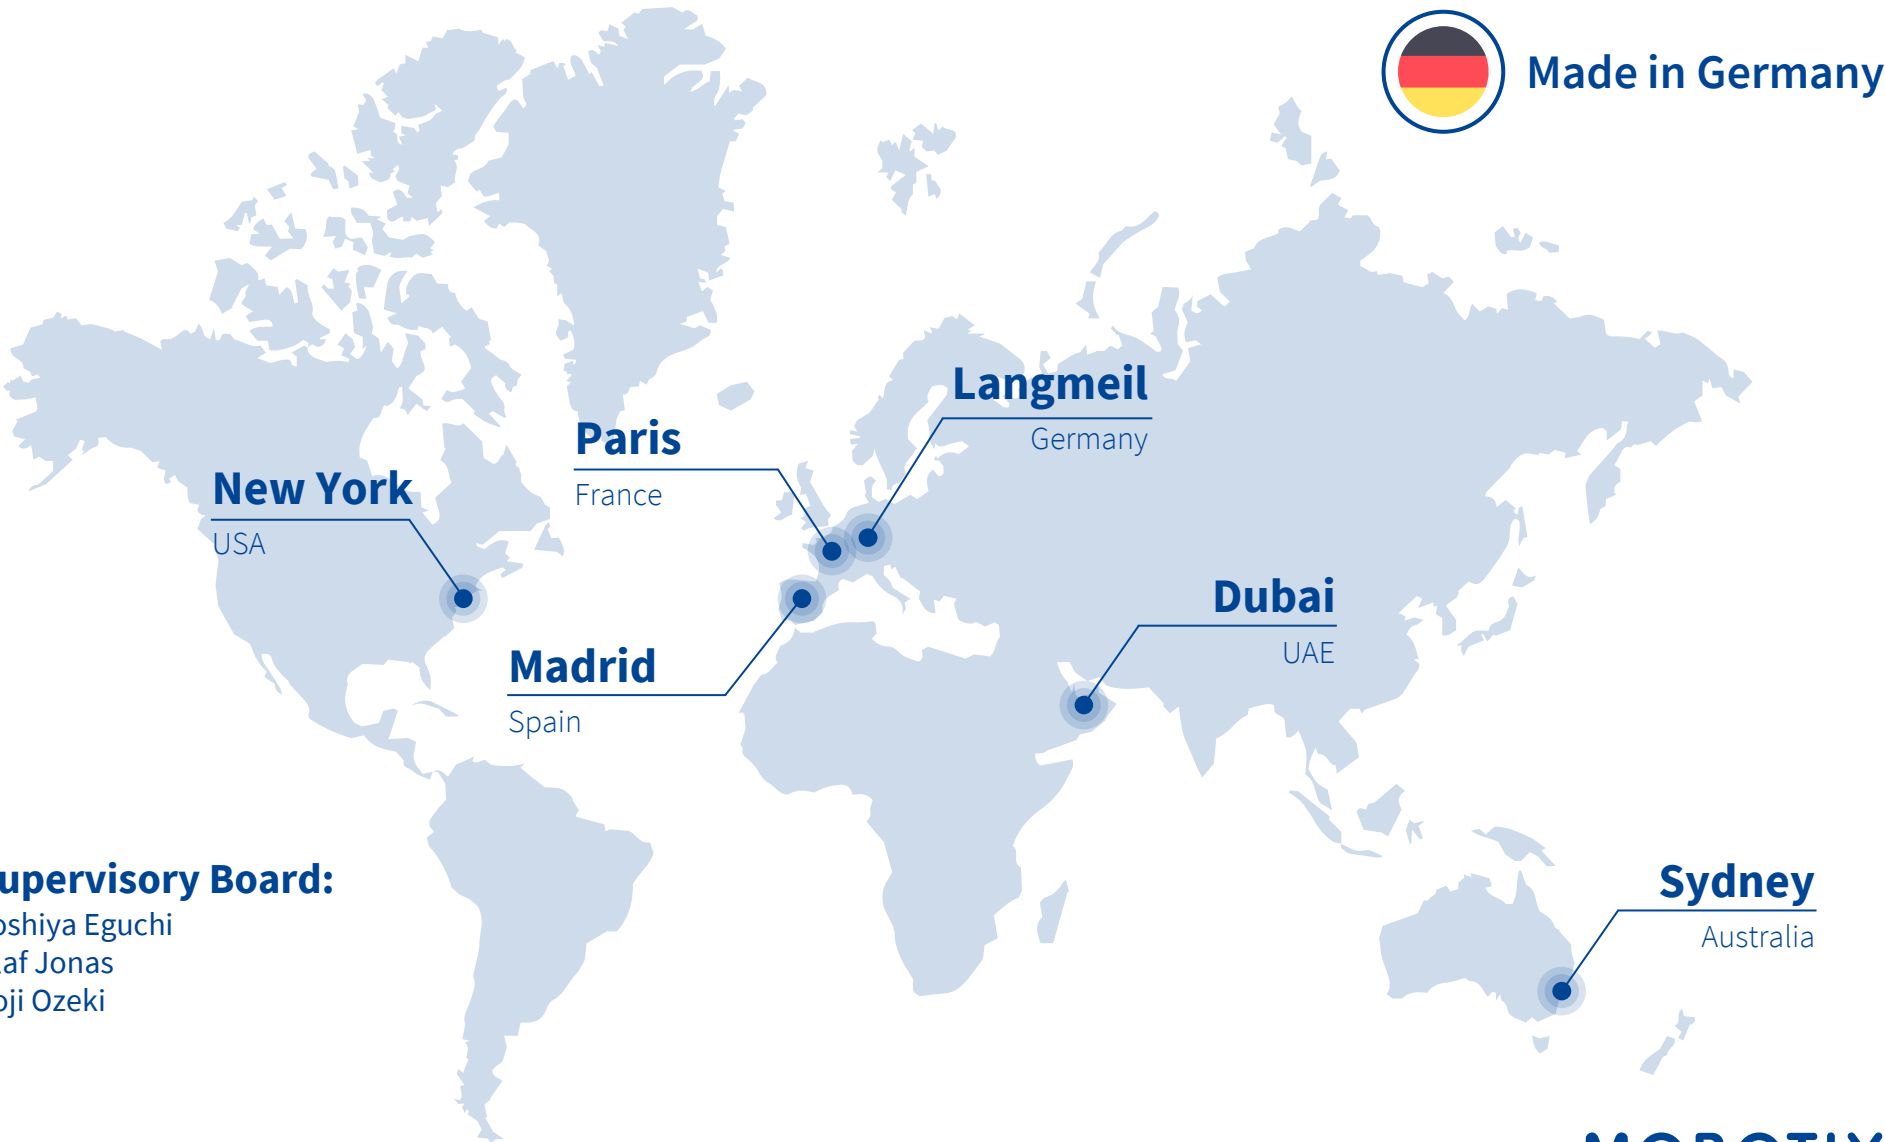 Made in Germany
Langmeil
Germany
Paris
France
New York
USA
Dubai
UAE
Madrid
Spain
upervisory Board:
oshiya Eguchi
af Jonas
oji Ozeki
Sydney
Australia
MOBOTIX